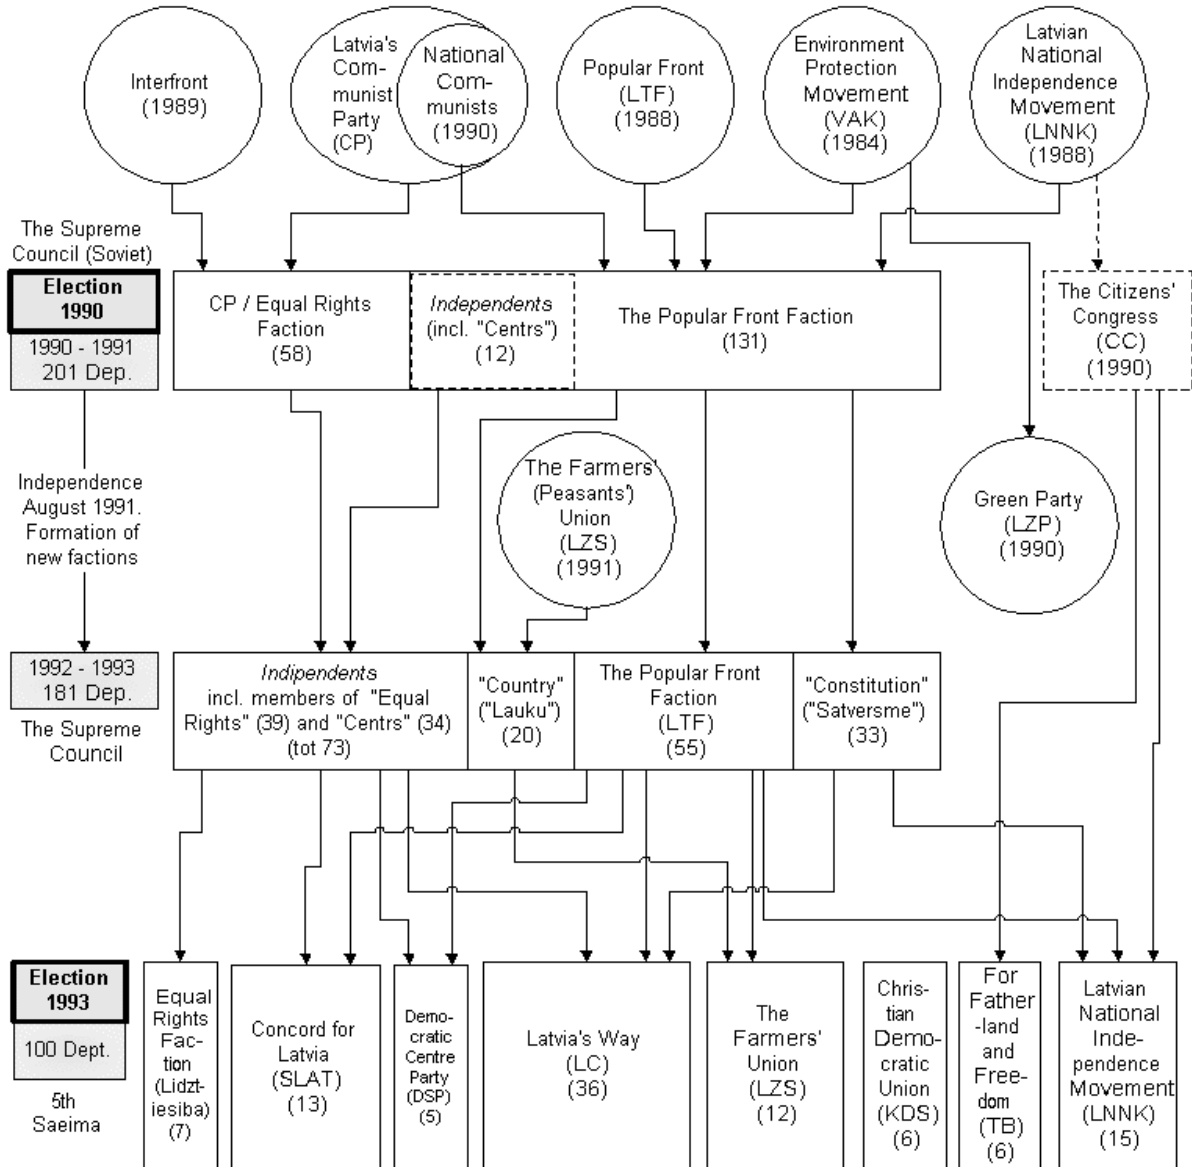 Interfront
(1989)
Latvia's
Com-
munist
Party
(CP)
National
Com-
munists
(1990)
Popular Front
(LTF)
(1988)
Environment
Protection
Movement
(VAK)
(1984)
Latvian
National
Independence
Movement
(LNNK)
(1988)
The Supreme
Council (Soviet)
Election
1990
1990 - 1991
201 Dep.
CP / Equal Rights
Faction
(58)
Independents
(incl. "Centrs")
(12)
The Popular Front Faction
(131)
The Citizens'
Congress
(CC)
(1990)
Independence
August 1991.
Formation of
new factions
The Farmers'
(Peasants')
Union
(LZS)
(1991)
Green Party
(LZP)
(1990)
1992 - 1993
181 Dep.
The Supreme
Council
Indipendents
incl. members of "Equal
Rights" (39) and "Centrs" (34)
(tot 73)
"Country"
("Lauku")
(20)
The Popular Front
Faction
(LTF)
(55)
"Constitution"
("Satversme")
(33)
Election
1993
100 Dept.
5th
Saeima
Equal
Rights
Fac-
tion
(Lidzt-
iesiba)
(7)
Concord for
Latvia
(SLAT)
(13)
Demo-
cratic
Centre
Party
(DSP)
(5)
Latvia's Way
(LC)
(36)
The
Farmers'
Union
(LZS)
(12)
Chris-
tian
Demo-
cratic
Union
(KDS)
(6)
For
Father
-land
and
Free-
dom
(TB)
(6)
Latvian
National
Inde-
pendence
Movement
(LNNK)
(15)